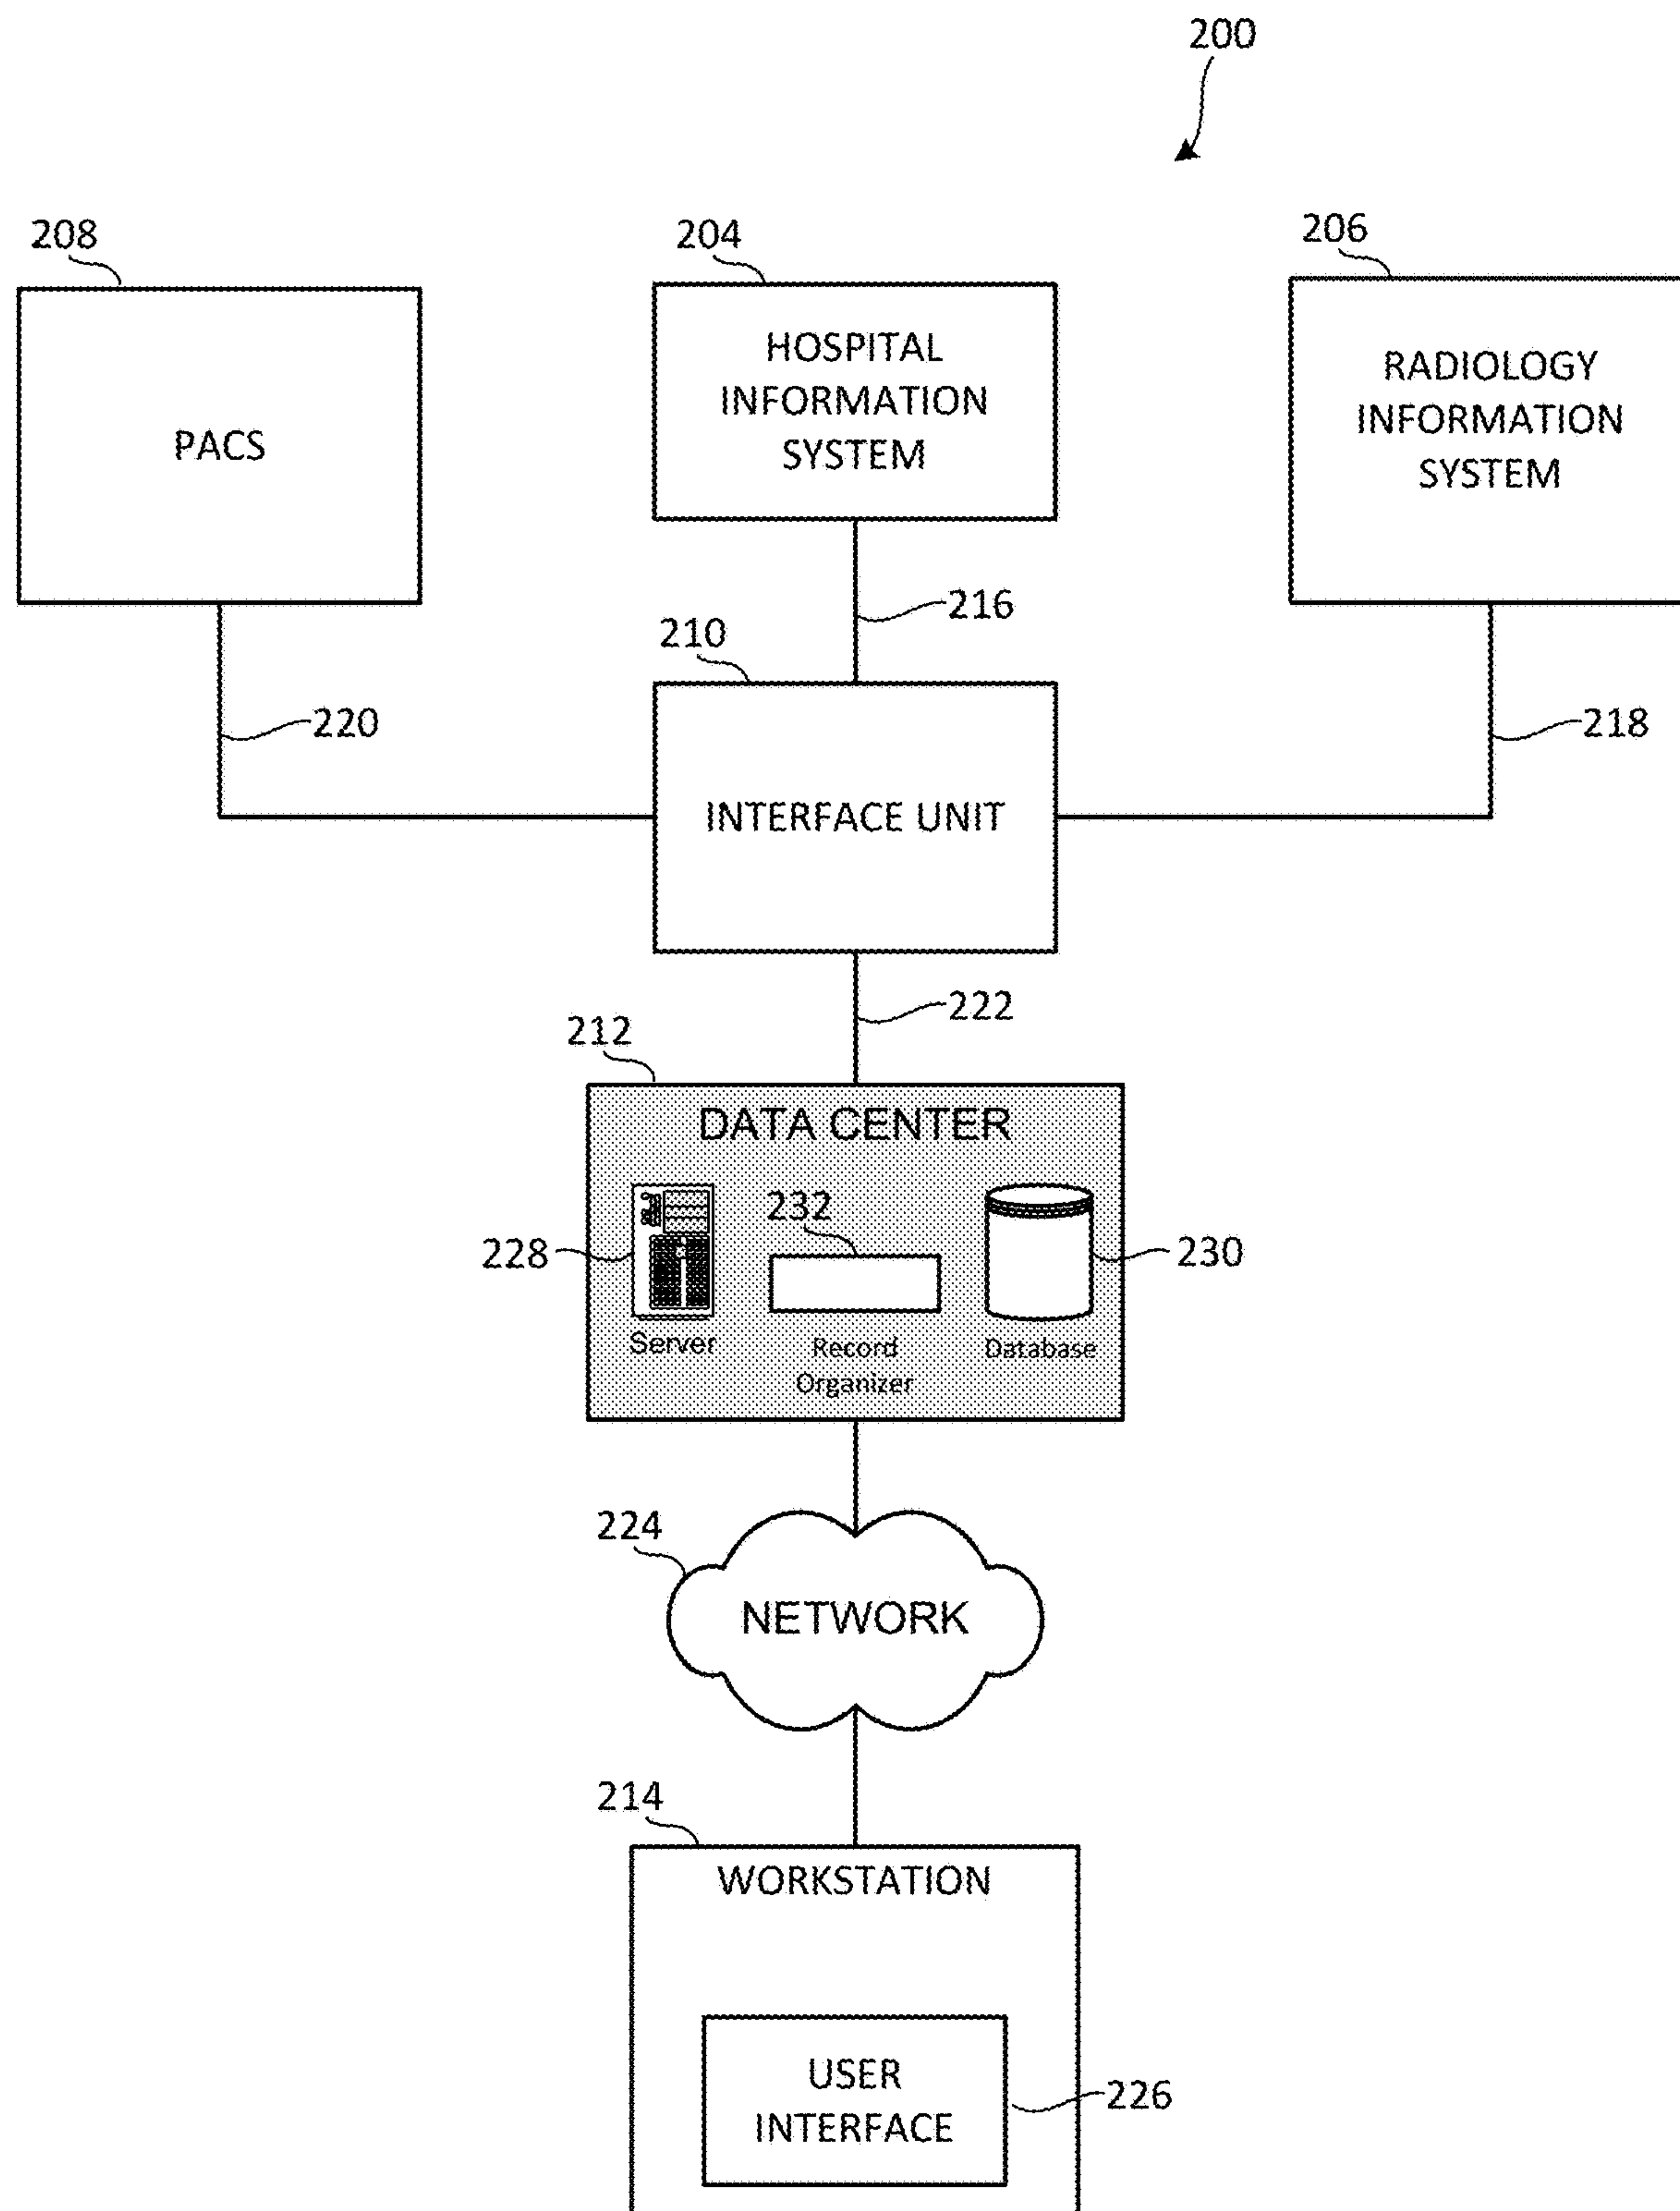 200
208
204
206
PACS
HOSPITAL
INFORMATION
SYSTEM
RADIOLOGY
INFORMATION
SYSTEM
216
210
220
218
INTERFACE UNIT
222
212
DATA CENTER
232
228
230
Server
Record
Organizer
Database
224
NETWORK
214
WORKSTATION
USER
INTERFACE
226